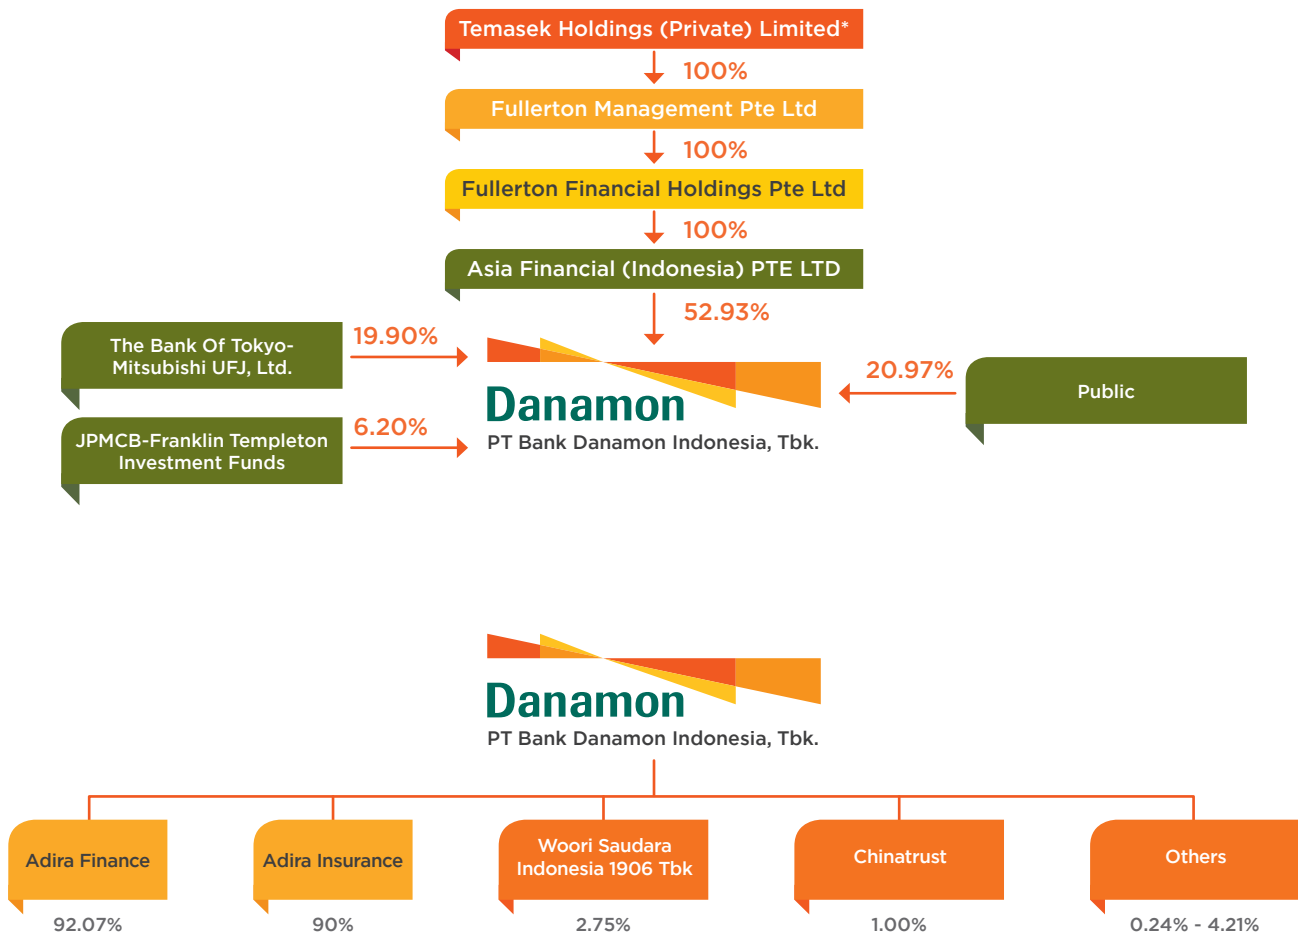 Temasek Holdings (Private) Limited*
100%
Fullerton Management Pte Ltd
100%
Fullerton Financial Holdings Pte Ltd
100%
Asia Financial (Indonesia) PTE LTD
52.93%
The Bank Of Tokyo-
Mitsubishi UFJ, Ltd.
19.90%
JPMCB-Franklin Templeton
Investment Funds
6.20%
Danamon
PT Bank Danamon Indonesia, Tbk.
20.97%
Public
Danamon
PT Bank Danamon Indonesia, Tbk.
Adira Finance
92.07%
Adira Insurance
90%
Woori Saudara
Indonesia 1906 Tbk
2.75%
Chinatrust
1.00%
Others
0.24% - 4.21%